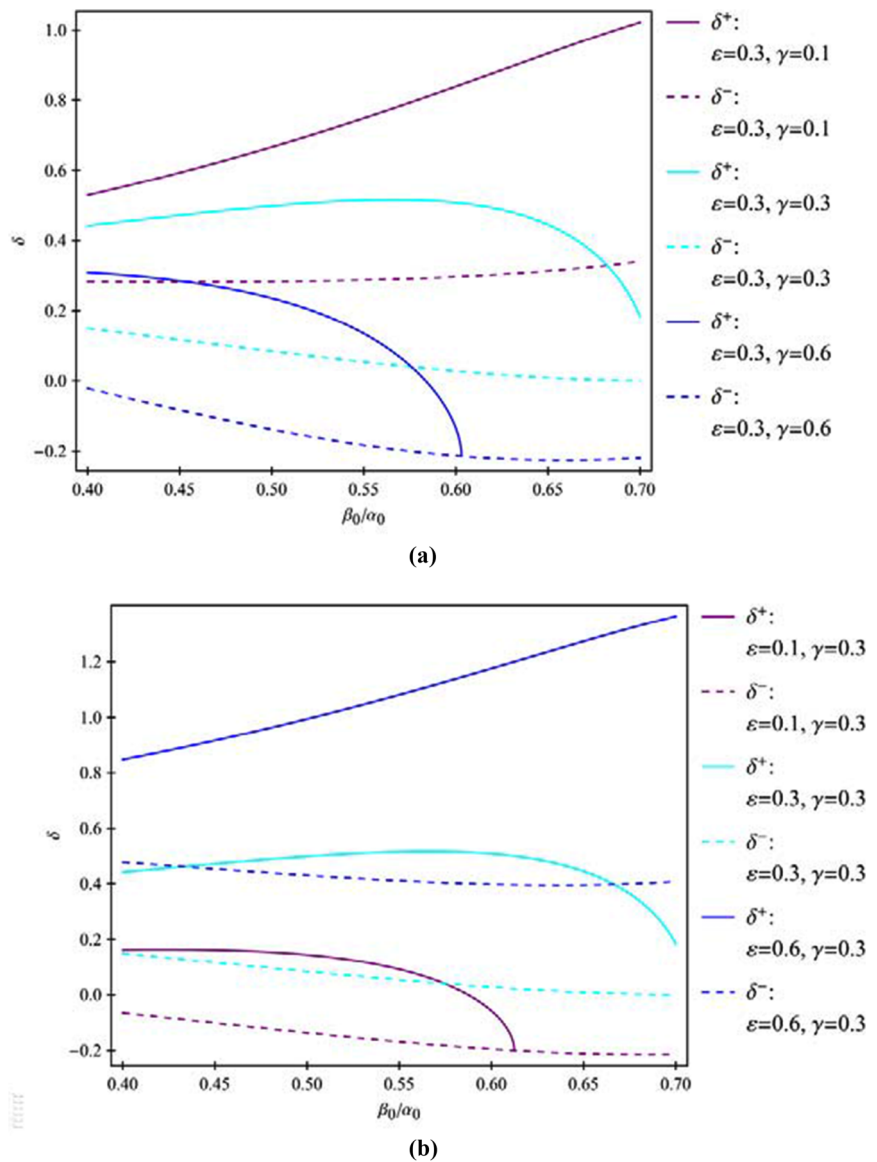 1.0
0.8
0.6
0.4
0.2
0.0
−0.2
δ
0.40 0.45 0.50 0.55 0.60 0.65 0.70
β₀/α₀
δ⁺:
ε=0.3, γ=0.1
δ⁻:
ε=0.3, γ=0.1
δ⁺:
ε=0.3, γ=0.3
δ⁻:
ε=0.3, γ=0.3
δ⁺:
ε=0.3, γ=0.6
δ⁻:
ε=0.3, γ=0.6
(a)
1.2
1.0
0.8
0.6
0.4
0.2
0.0
−0.2
δ
0.40 0.45 0.50 0.55 0.60 0.65 0.70
β₀/α₀
δ⁺:
ε=0.1, γ=0.3
δ⁻:
ε=0.1, γ=0.3
δ⁺:
ε=0.3, γ=0.3
δ⁻:
ε=0.3, γ=0.3
δ⁺:
ε=0.6, γ=0.3
δ⁻:
ε=0.6, γ=0.3
(b)